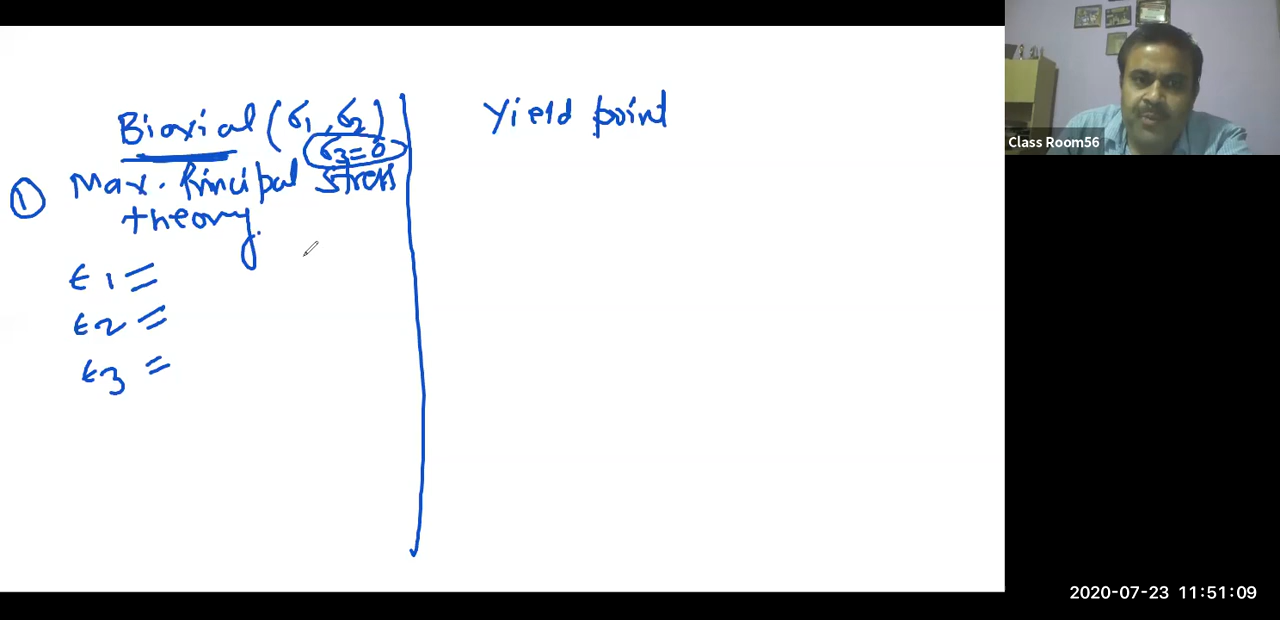 Biaxial (σ1, σ2)
σ3=0
① Max. Principal stress
theory.
ϵ1 =
ϵ2 =
ϵ3 =
Yield point
Class Room56
2020-07-23 11:51:09